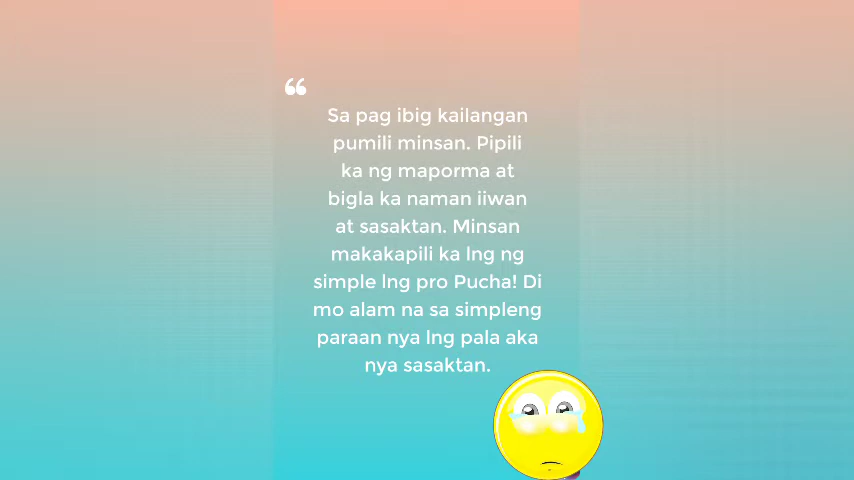 “
Sa pag ibig kailangan
pumili minsan. Pipili
ka ng maporma at
bigla ka naman iiwan
at sasaktan. Minsan
makakapili ka lng ng
simple lng pro Pucha! Di
mo alam na sa simpleng
paraan nya lng pala aka
nya sasaktan.